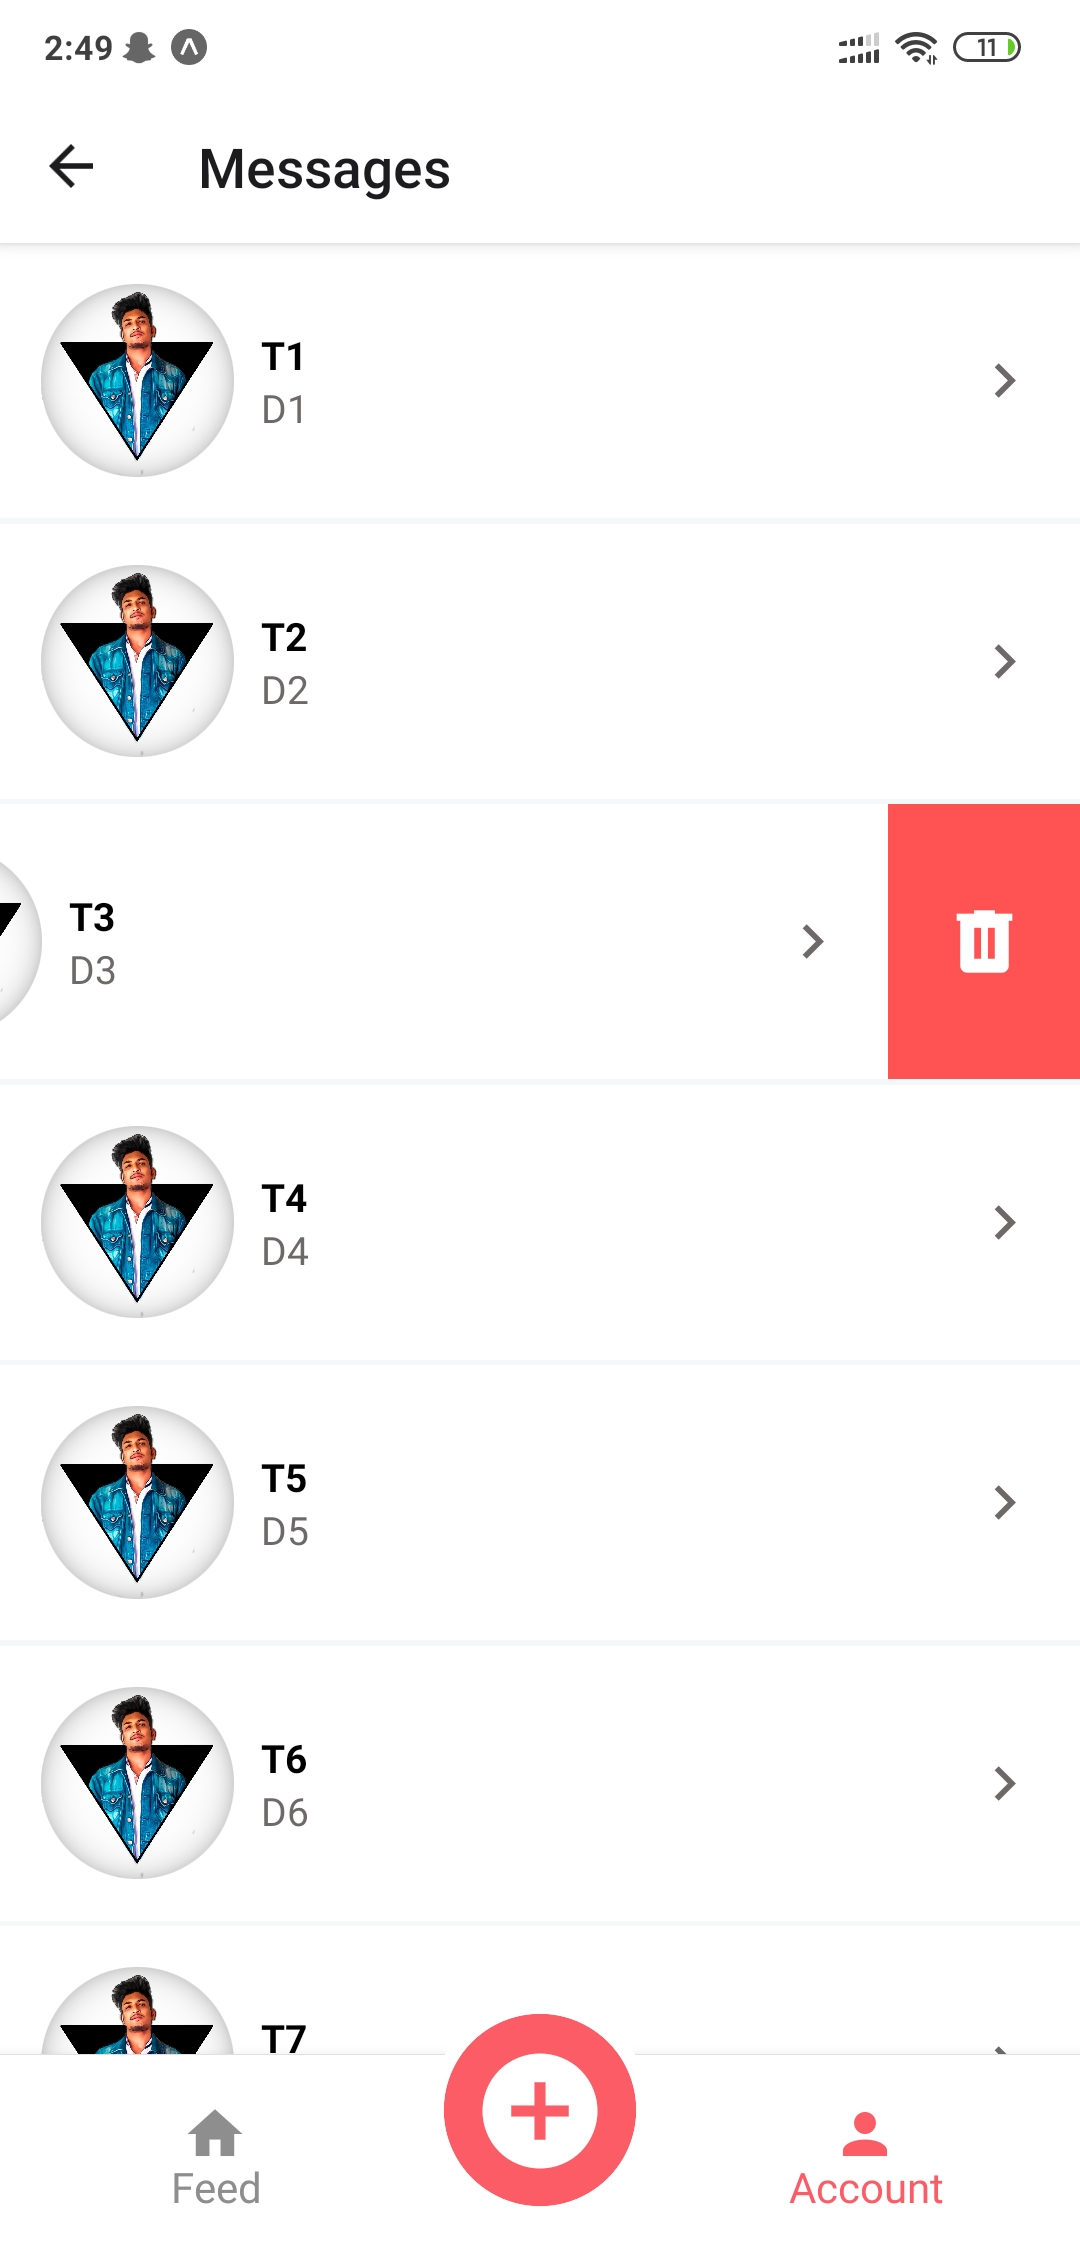 2:49
11
Messages
T1
D1
T2
D2
T3
D3
T4
D4
T5
D5
T6
D6
T7
Feed
Account